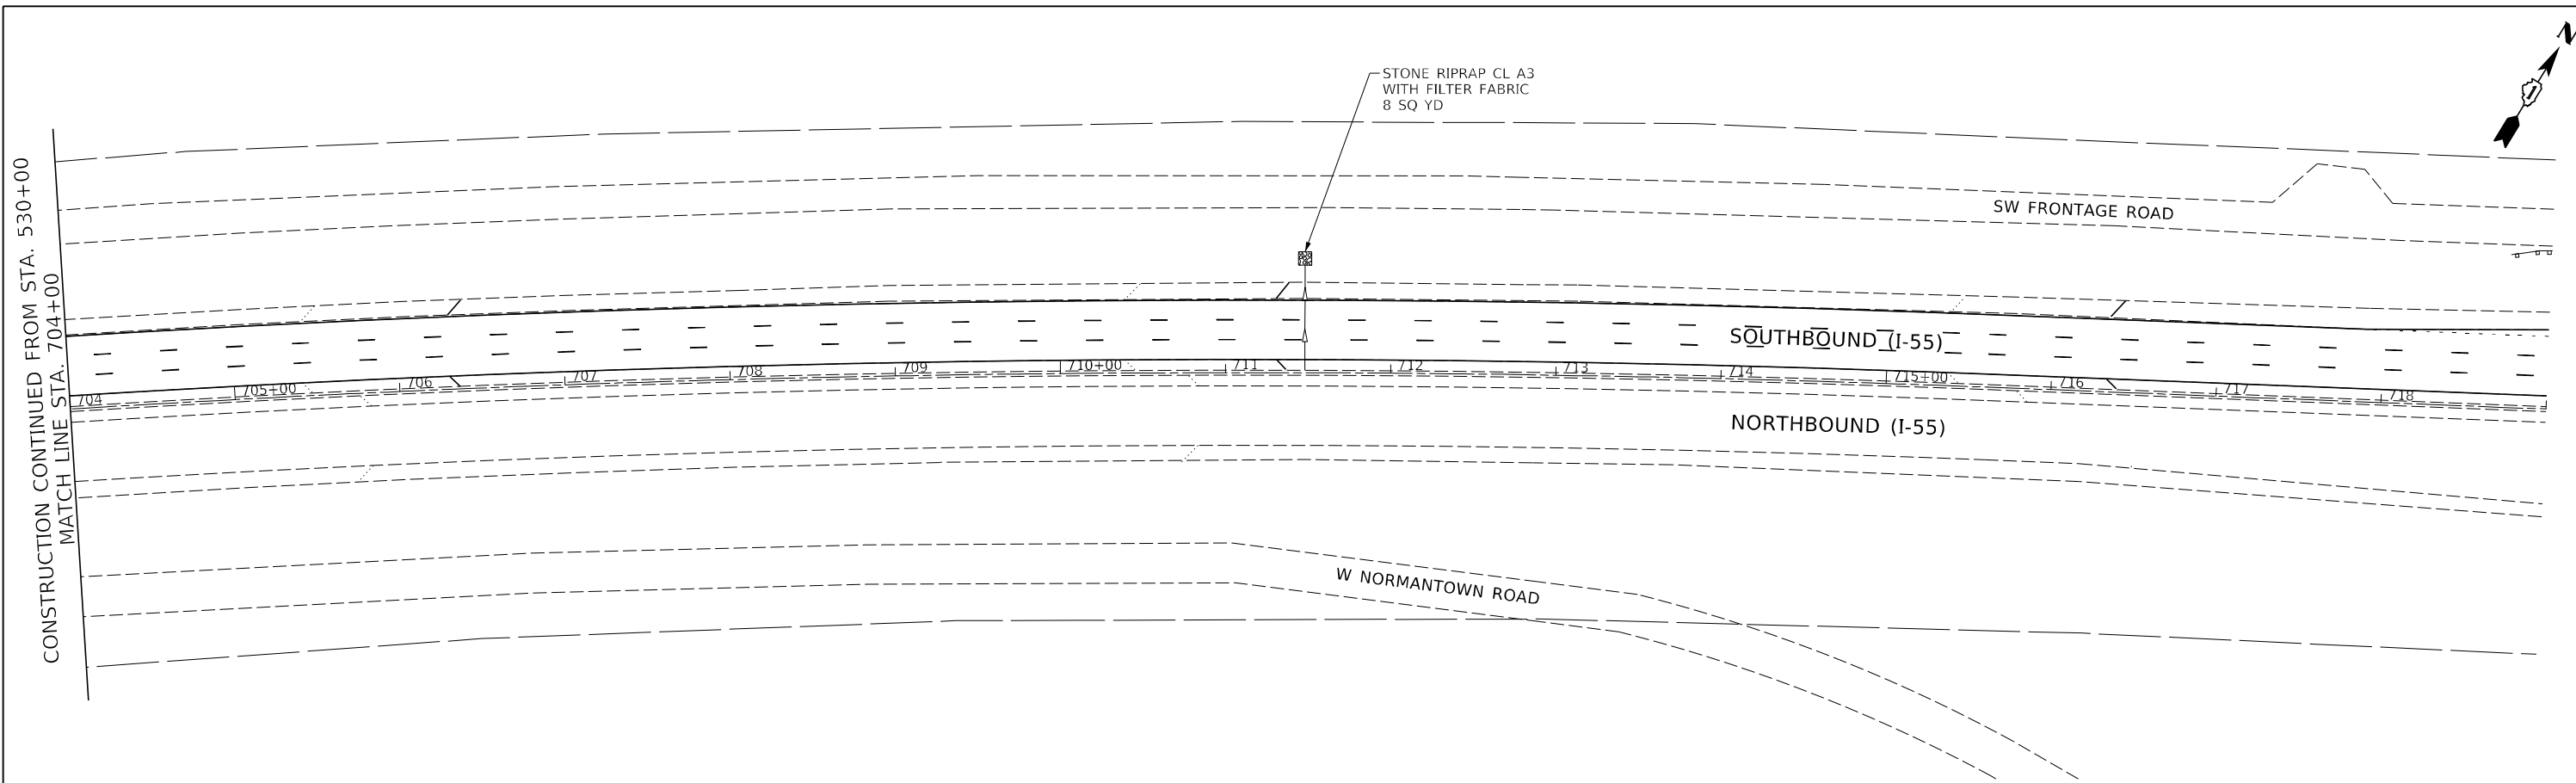 N
STONE RIPRAP CL A3
WITH FILTER FABRIC
8 SQ YD
CONSTRUCTION CONTINUED FROM STA. 530+00
MATCH LINE STA. 704+00
SW FRONTAGE ROAD
SOUTHBOUND (I-55)
704
705+00
706
707
708
709
710+00
711
712
713
714
715+00
716
717
718
NORTHBOUND (I-55)
W NORMANTOWN ROAD